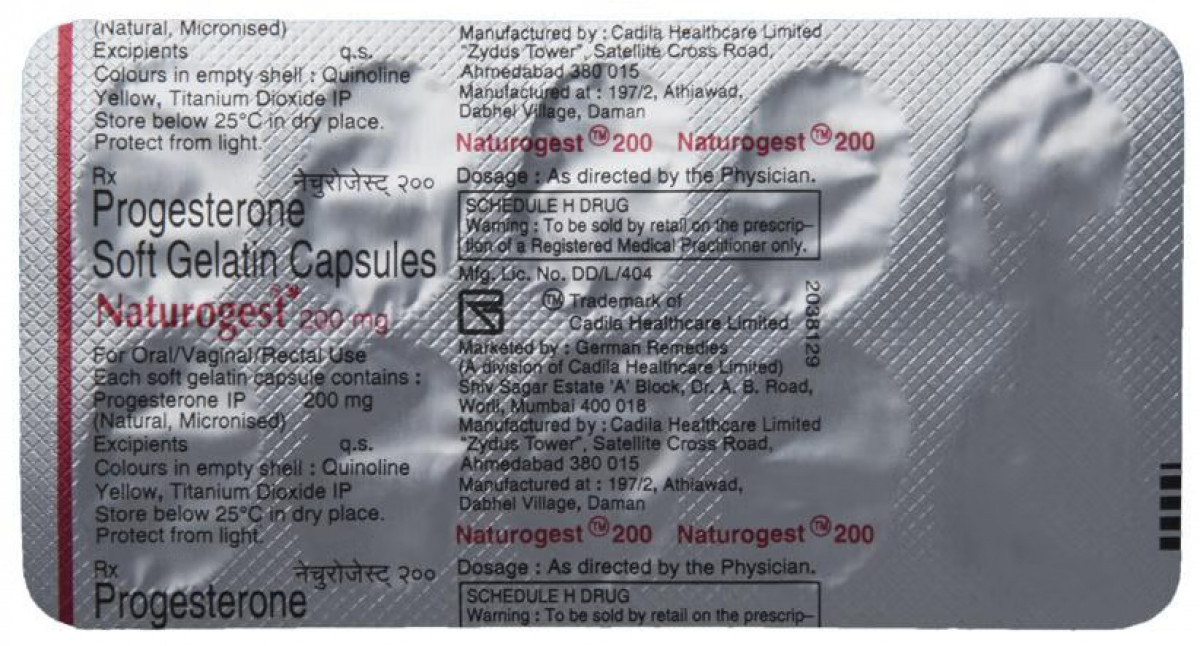 (Natural, Micronised)
Excipients q.s.
Colours in empty shell : Quinoline
Yellow, Titanium Dioxide IP
Store below 25°C in dry place.
Protect from light.
Rx नेचुरोजेस्ट् २००
Progesterone
Soft Gelatin Capsules
Naturogest 200 mg
For Oral/Vaginal/Rectal Use
Each soft gelatin capsule contains :
Progesterone IP 200 mg
(Natural, Micronised)
Excipients q.s.
Colours in empty shell : Quinoline
Yellow, Titanium Dioxide IP
Store below 25°C in dry place.
Protect from light.
Rx नेचुरोजेस्ट् २००
Progesterone
Manufactured by : Cadila Healthcare Limited
"Zydus Tower", Satellite Cross Road,
Ahmedabad 380 015
Manufactured at : 197/2, Athiawad,
Dabhel Village, Daman
Naturogest ™ 200 Naturogest ™ 200
Dosage : As directed by the Physician.
SCHEDULE H DRUG
Warning : To be sold by retail on the prescrip–
tion of a Registered Medical Practitioner only.
Mfg. Lic. No. DD/L/404
™ Trademark of
Cadila Healthcare Limited
Marketed by : German Remedies
(A division of Cadila Healthcare Limited)
Shiv Sagar Estate 'A' Block, Dr. A. B. Road,
Worli, Mumbai 400 018
Manufactured by : Cadila Healthcare Limited
"Zydus Tower", Satellite Cross Road,
Ahmedabad 380 015
Manufactured at : 197/2, Athiawad,
Dabhel Village, Daman
Naturogest ™ 200 Naturogest ™ 200
Dosage : As directed by the Physician.
SCHEDULE H DRUG
Warning : To be sold by retail on the prescrip–
2038129